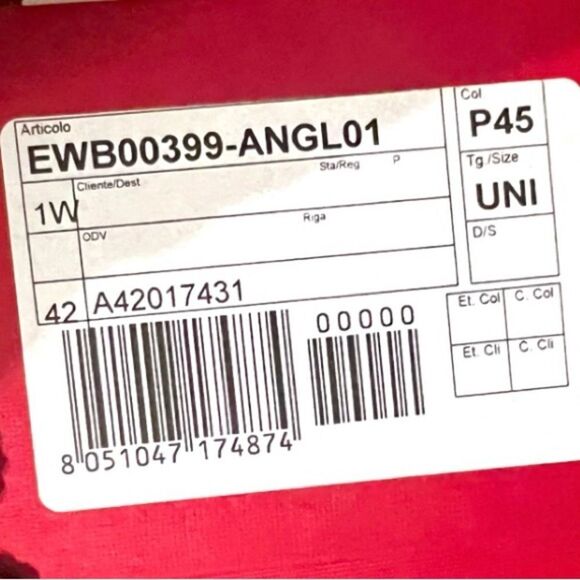 Articolo
EWB00399-ANGL01
Col
P45
1W
Cliente/Dest
Sta/Reg
P
Tg/Size
UNI
ODV
Riga
D/S
42
A42017431
00000
Et. Col
C. Col
Et. Cli
C. Cli
8 051047 174874